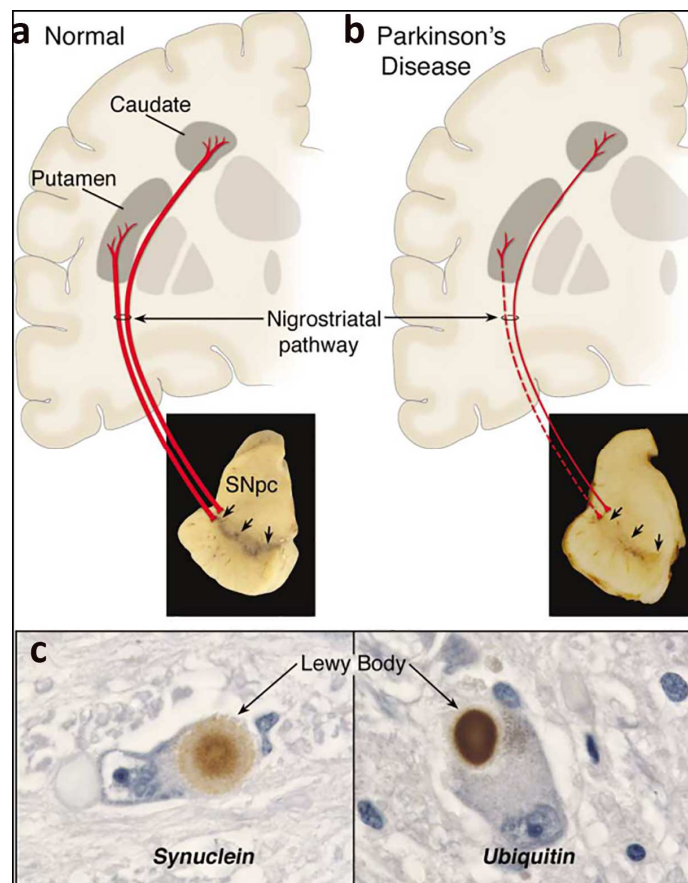 a Normal
b Parkinson's
Disease
Caudate
Putamen
Nigrostriatal
pathway
SNpc
c
Lewy Body
Synuclein
Ubiquitin